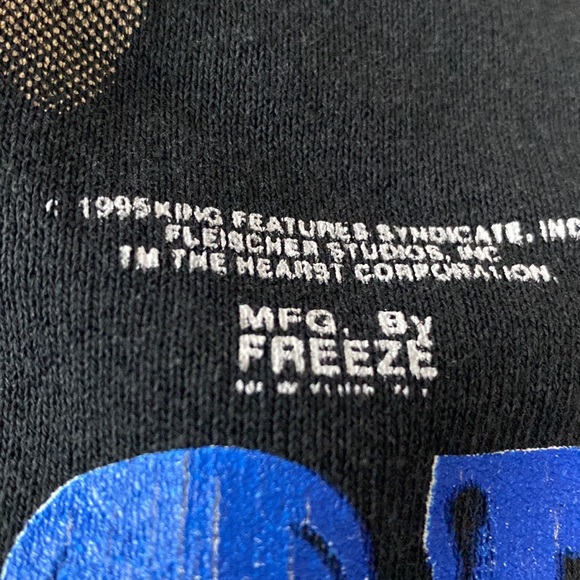 © 1995 KING FEATURES SYNDICATE, INC
FLEISCHER STUDIOS, INC
TM THE HEARST CORPORATION.
MFG. By
FREEZE